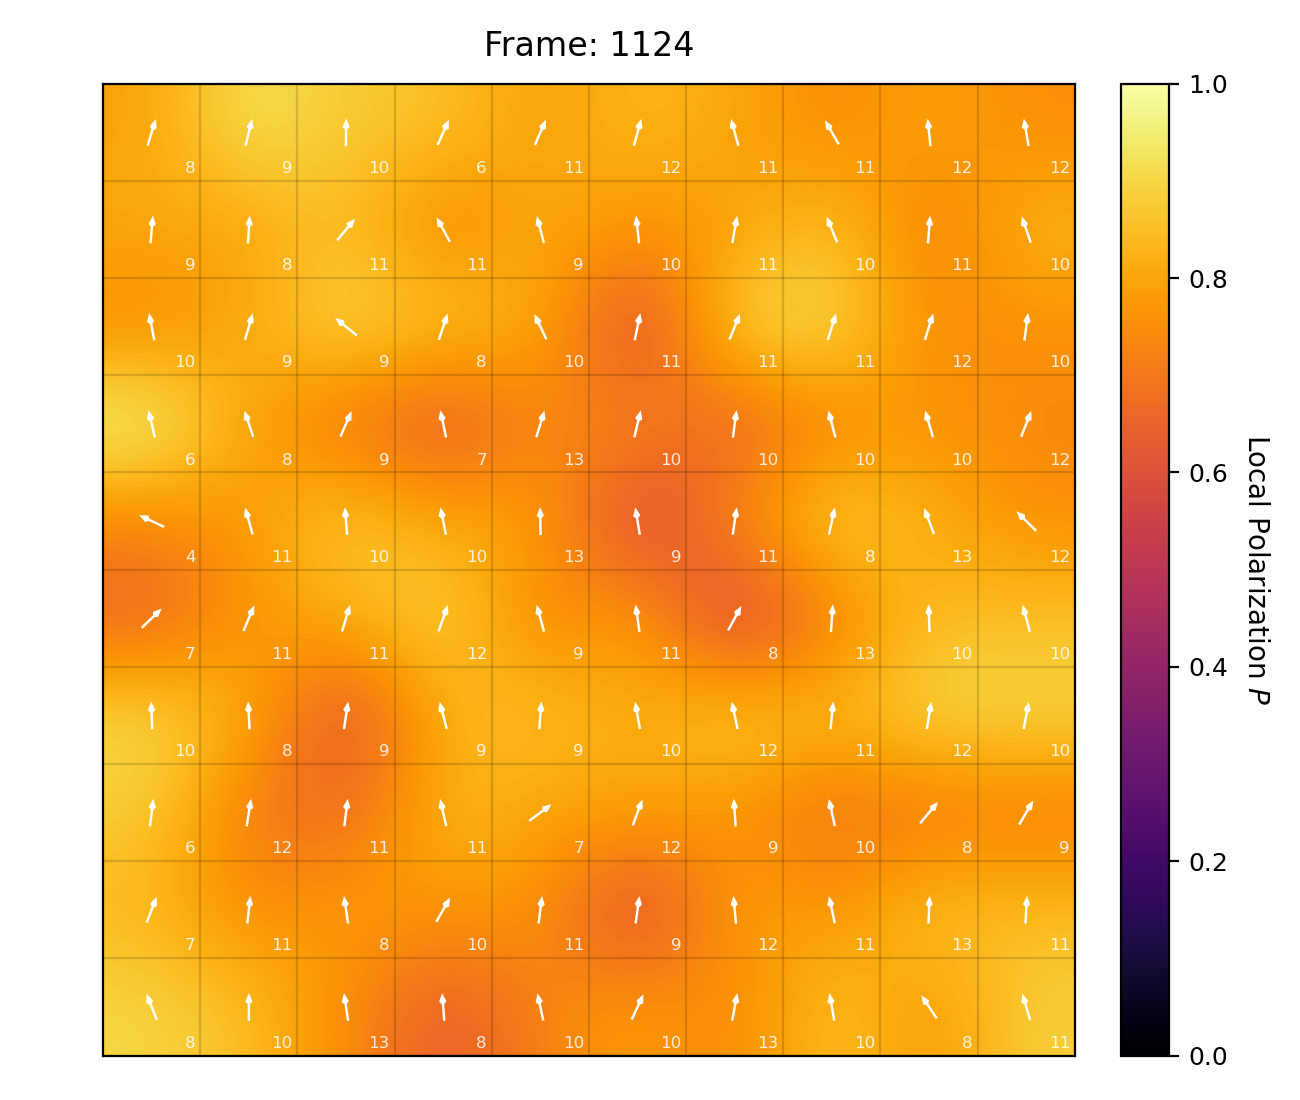 Frame: 1124
8 9 10 6 11 12 11 11 12 12
9 8 11 11 9 10 11 10 11 10
10 9 9 8 10 11 11 11 12 10
6 8 9 7 13 10 10 10 10 12
4 11 10 10 13 9 11 8 13 12
7 11 11 12 9 11 8 13 10 10
10 8 9 9 9 10 12 11 12 10
6 12 11 11 7 12 9 10 8 9
7 11 8 10 11 9 12 11 13 11
8 10 13 8 10 10 13 10 8 11
1.0
0.8
0.6
0.4
0.2
0.0
Local Polarization P